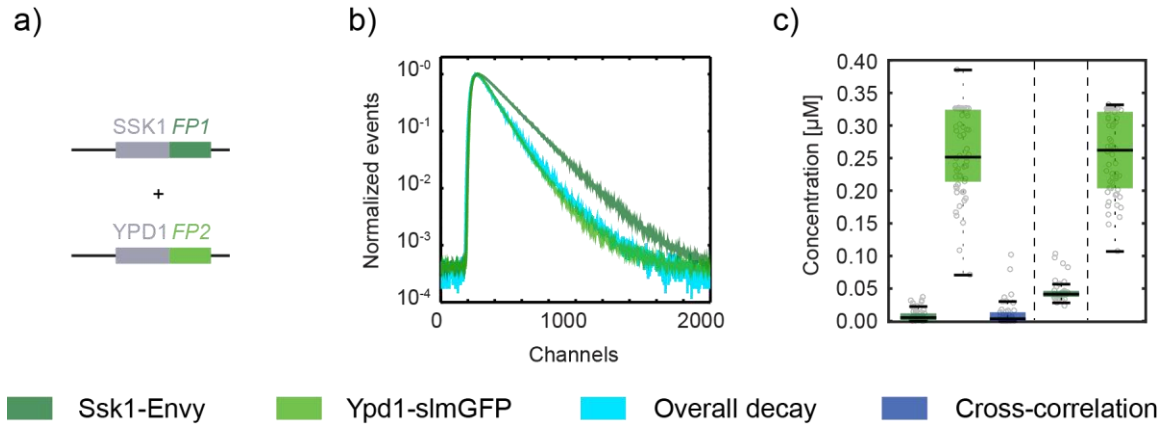 a)
SSK1 FP1
+
YPD1 FP2
b)
Normalized events
10-0
10-1
10-2
10-3
10-4
0 1000 2000
Channels
c)
Concentration [µM]
0.40
0.35
0.30
0.25
0.20
0.15
0.10
0.05
0.00
Ssk1-Envy Ypd1-slmGFP Overall decay Cross-correlation